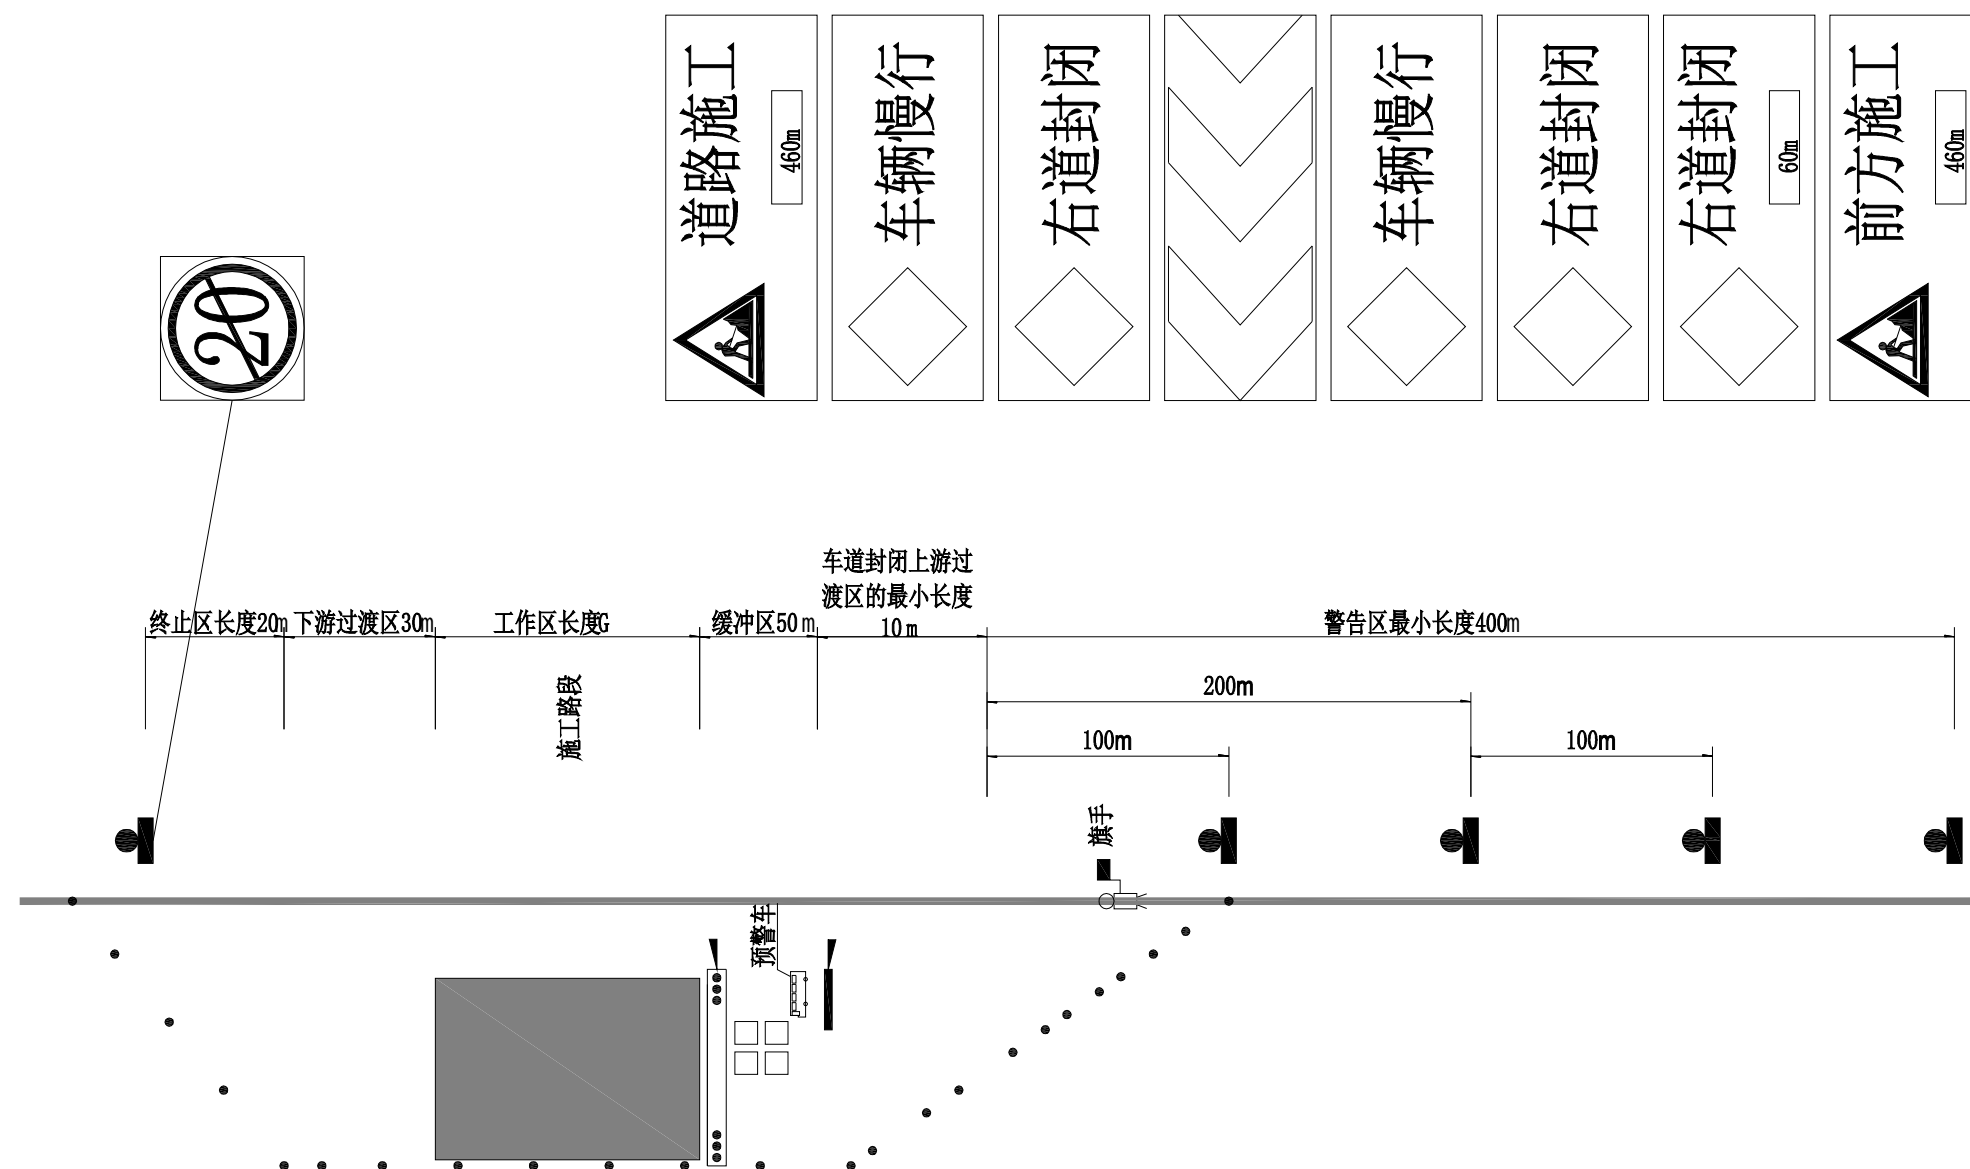 道路施工
460m
车辆慢行
右道封闭
车辆慢行
右道封闭
右道封闭
60m
前方施工
460m
20
车道封闭上游过
渡区的最小长度
10m
终止区长度20m
下游过渡区30m
工作区长度G
缓冲区50m
警告区最小长度400m
200m
施工路段
100m
100m
旗手
预警车